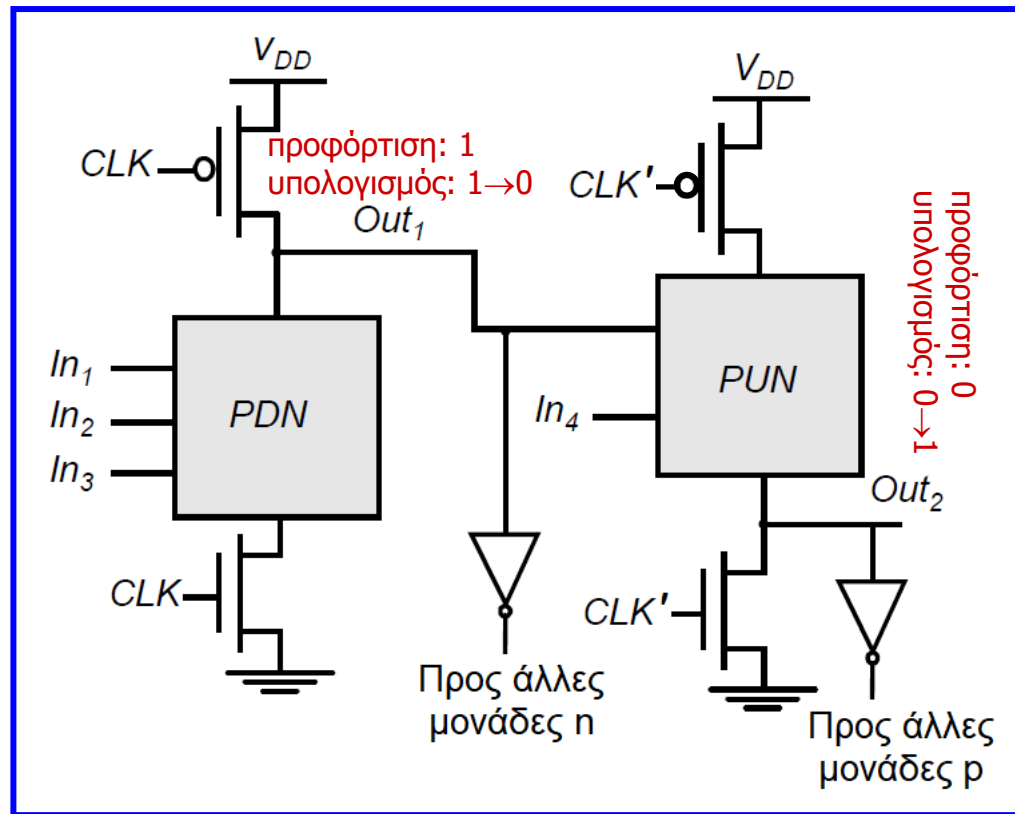 V_DD
CLK
προφόρτιση: 1
υπολογισμός: 1→0
Out_1
In_1
In_2
In_3
PDN
CLK
Προς άλλες
μονάδες n
V_DD
CLK'
προφόρτιση: 0
υπολογισμός: 0→1
PUN
In_4
Out_2
CLK'
Προς άλλες
μονάδες p